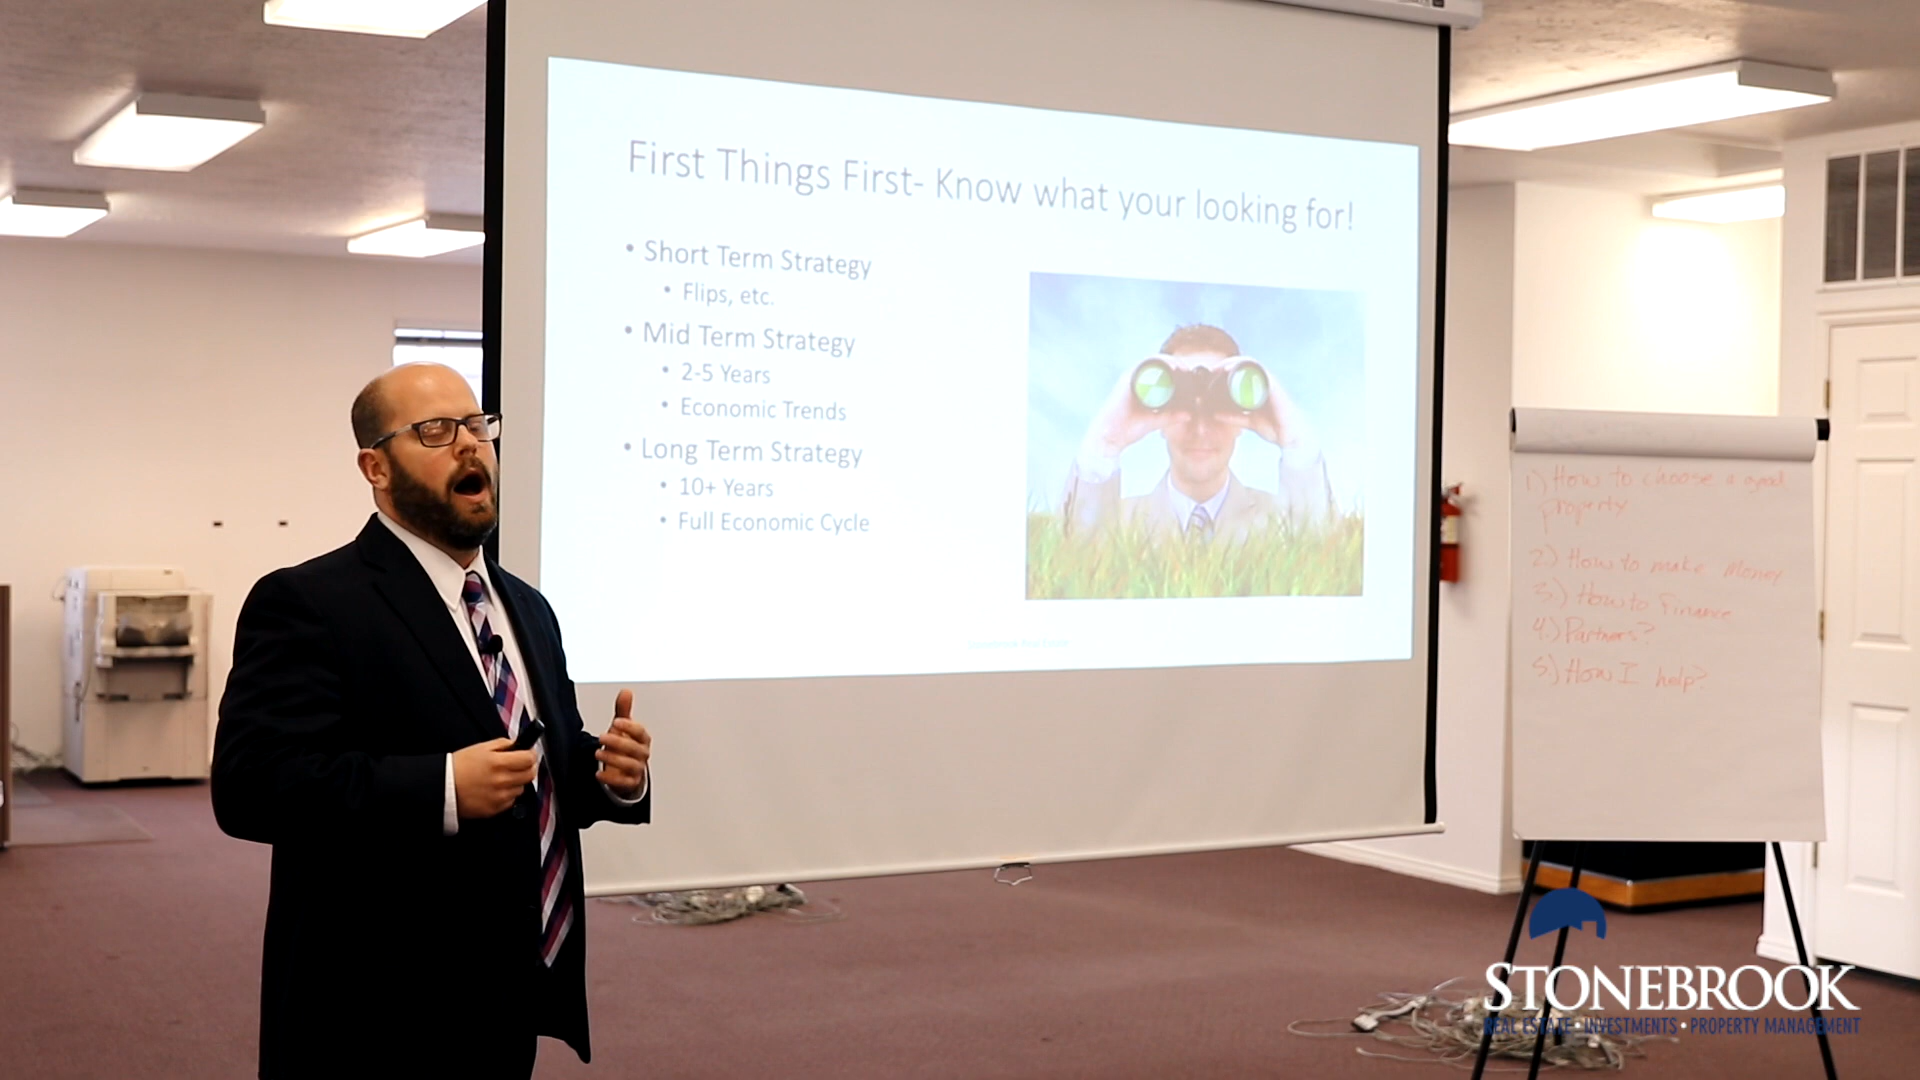 First Things First- Know what your looking for!
• Short Term Strategy
• Flips, etc.
• Mid Term Strategy
• 2-5 Years
• Economic Trends
• Long Term Strategy
• 10+ Years
• Full Economic Cycle
1) How to choose a good
property
2.) How to make money
3.) How to Finance
4.) Partners?
5.) How I help?
STONEBROOK
REAL ESTATE • INVESTMENTS • PROPERTY MANAGEMENT